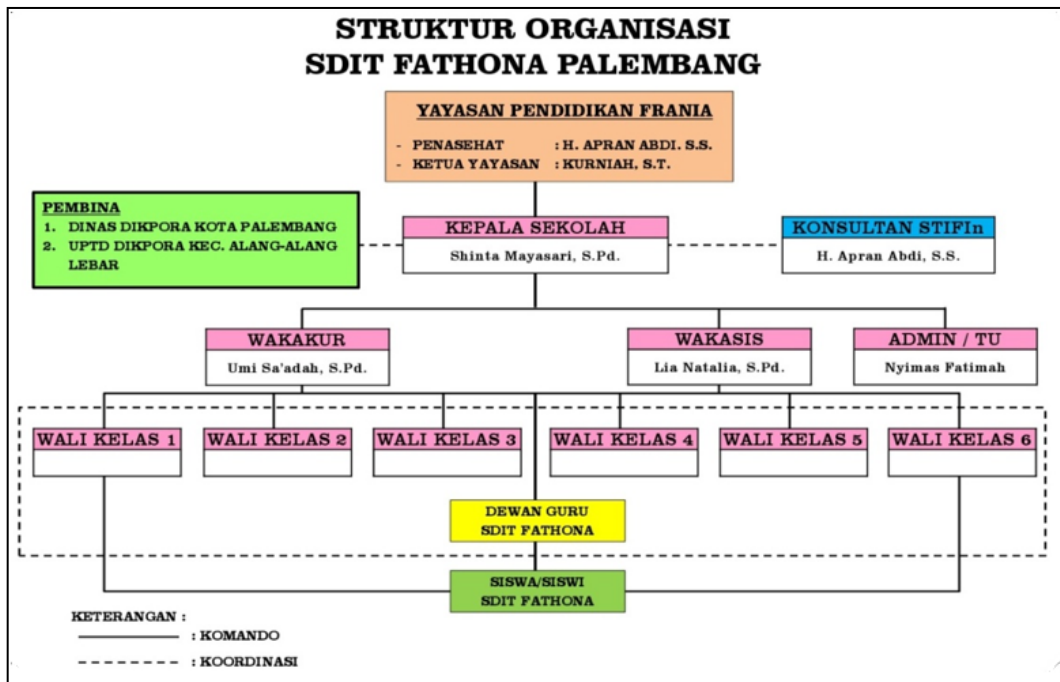 STRUKTUR ORGANISASI
SDIT FATHONA PALEMBANG
YAYASAN PENDIDIKAN FRANIA
- PENASEHAT : H. APRAN ABDI. S.S.
- KETUA YAYASAN : KURNIAH, S.T.
PEMBINA
1. DINAS DIKPORA KOTA PALEMBANG
2. UPTD DIKPORA KEC. ALANG-ALANG
LEBAR
KEPALA SEKOLAH
Shinta Mayasari, S.Pd.
KONSULTAN STIFIn
H. Apran Abdi, S.S.
WAKAKUR
Umi Sa'adah, S.Pd.
WAKASIS
Lia Natalia, S.Pd.
ADMIN / TU
Nyimas Fatimah
WALI KELAS 1
WALI KELAS 2
WALI KELAS 3
WALI KELAS 4
WALI KELAS 5
WALI KELAS 6
DEWAN GURU
SDIT FATHONA
SISWA/SISWI
SDIT FATHONA
KETERANGAN :
: KOMANDO
: KOORDINASI